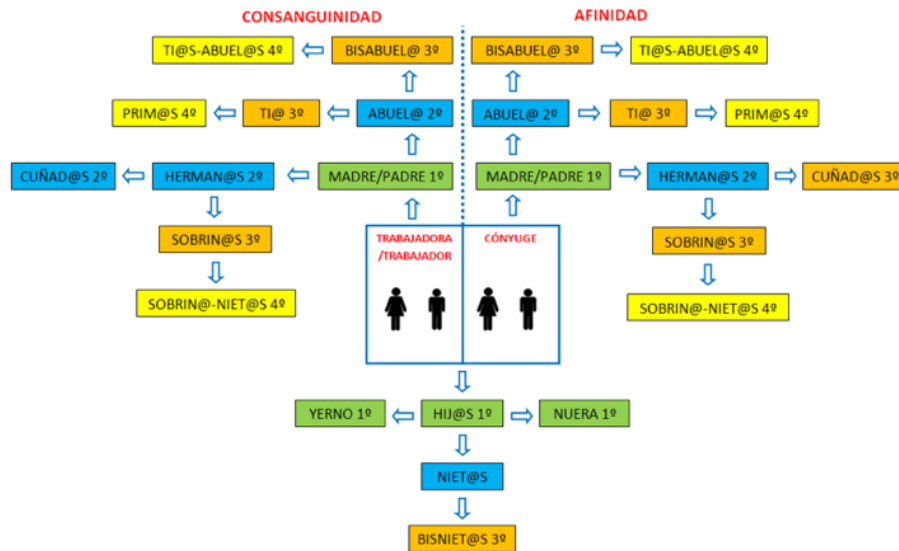 CONSANGUINIDAD
AFINIDAD
TI@S-ABUEL@S 4º
BISABUEL@ 3º
BISABUEL@ 3º
TI@S-ABUEL@S 4º
PRIM@S 4º
TI@ 3º
ABUEL@ 2º
ABUEL@ 2º
TI@ 3º
PRIM@S 4º
CUÑAD@S 2º
HERMAN@S 2º
MADRE/PADRE 1º
MADRE/PADRE 1º
HERMAN@S 2º
CUÑAD@S 3º
SOBRIN@S 3º
TRABAJADORA
/TRABAJADOR
CÓNYUGE
SOBRIN@S 3º
SOBRIN@-NIET@S 4º
SOBRIN@-NIET@S 4º
YERNO 1º
HIJ@S 1º
NUERA 1º
NIET@S
BISNIET@S 3º